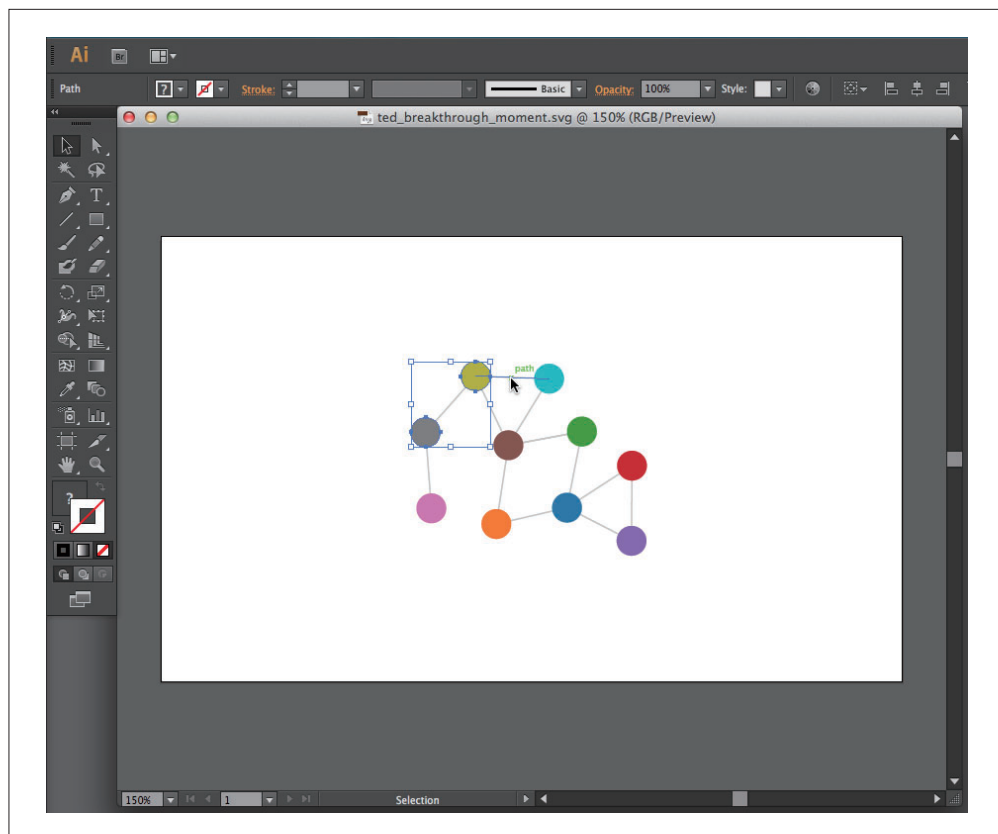 Ai Br
Path ? Stroke: Basic Opacity: 100% Style:
ted_breakthrough_moment.svg @ 150% (RGB/Preview)
T
path
?
150% 1 Selection